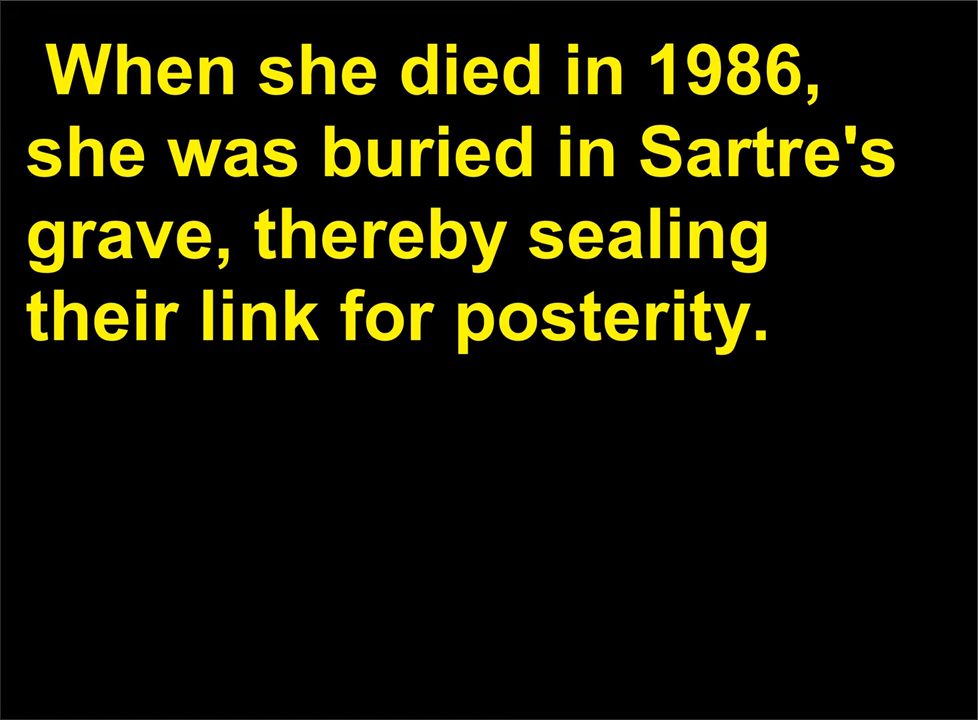 When she died in 1986,
she was buried in Sartre's
grave, thereby sealing
their link for posterity.